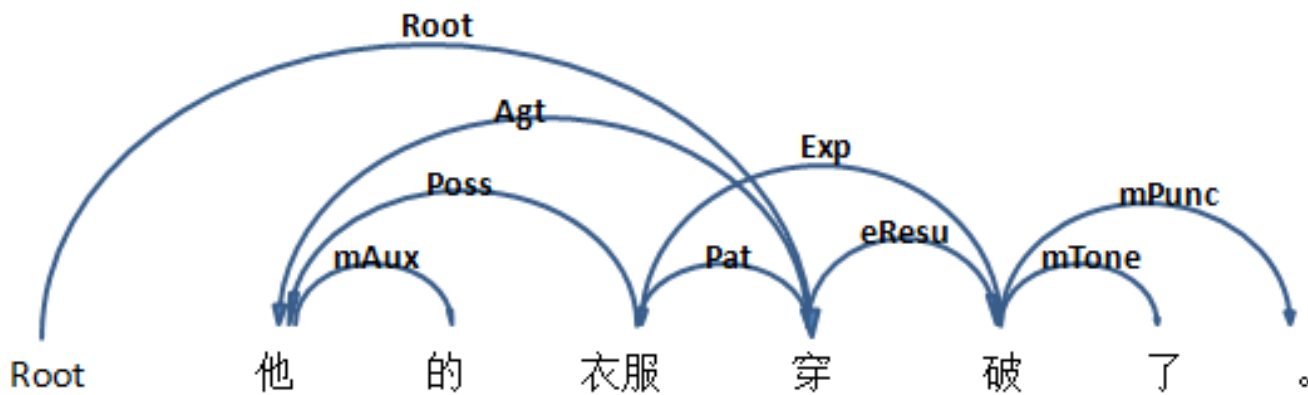 Root
Agt
Exp
Poss
mPunc
mAux
Pat
eResu
mTone
Root 他 的 衣服 穿 破 了 。